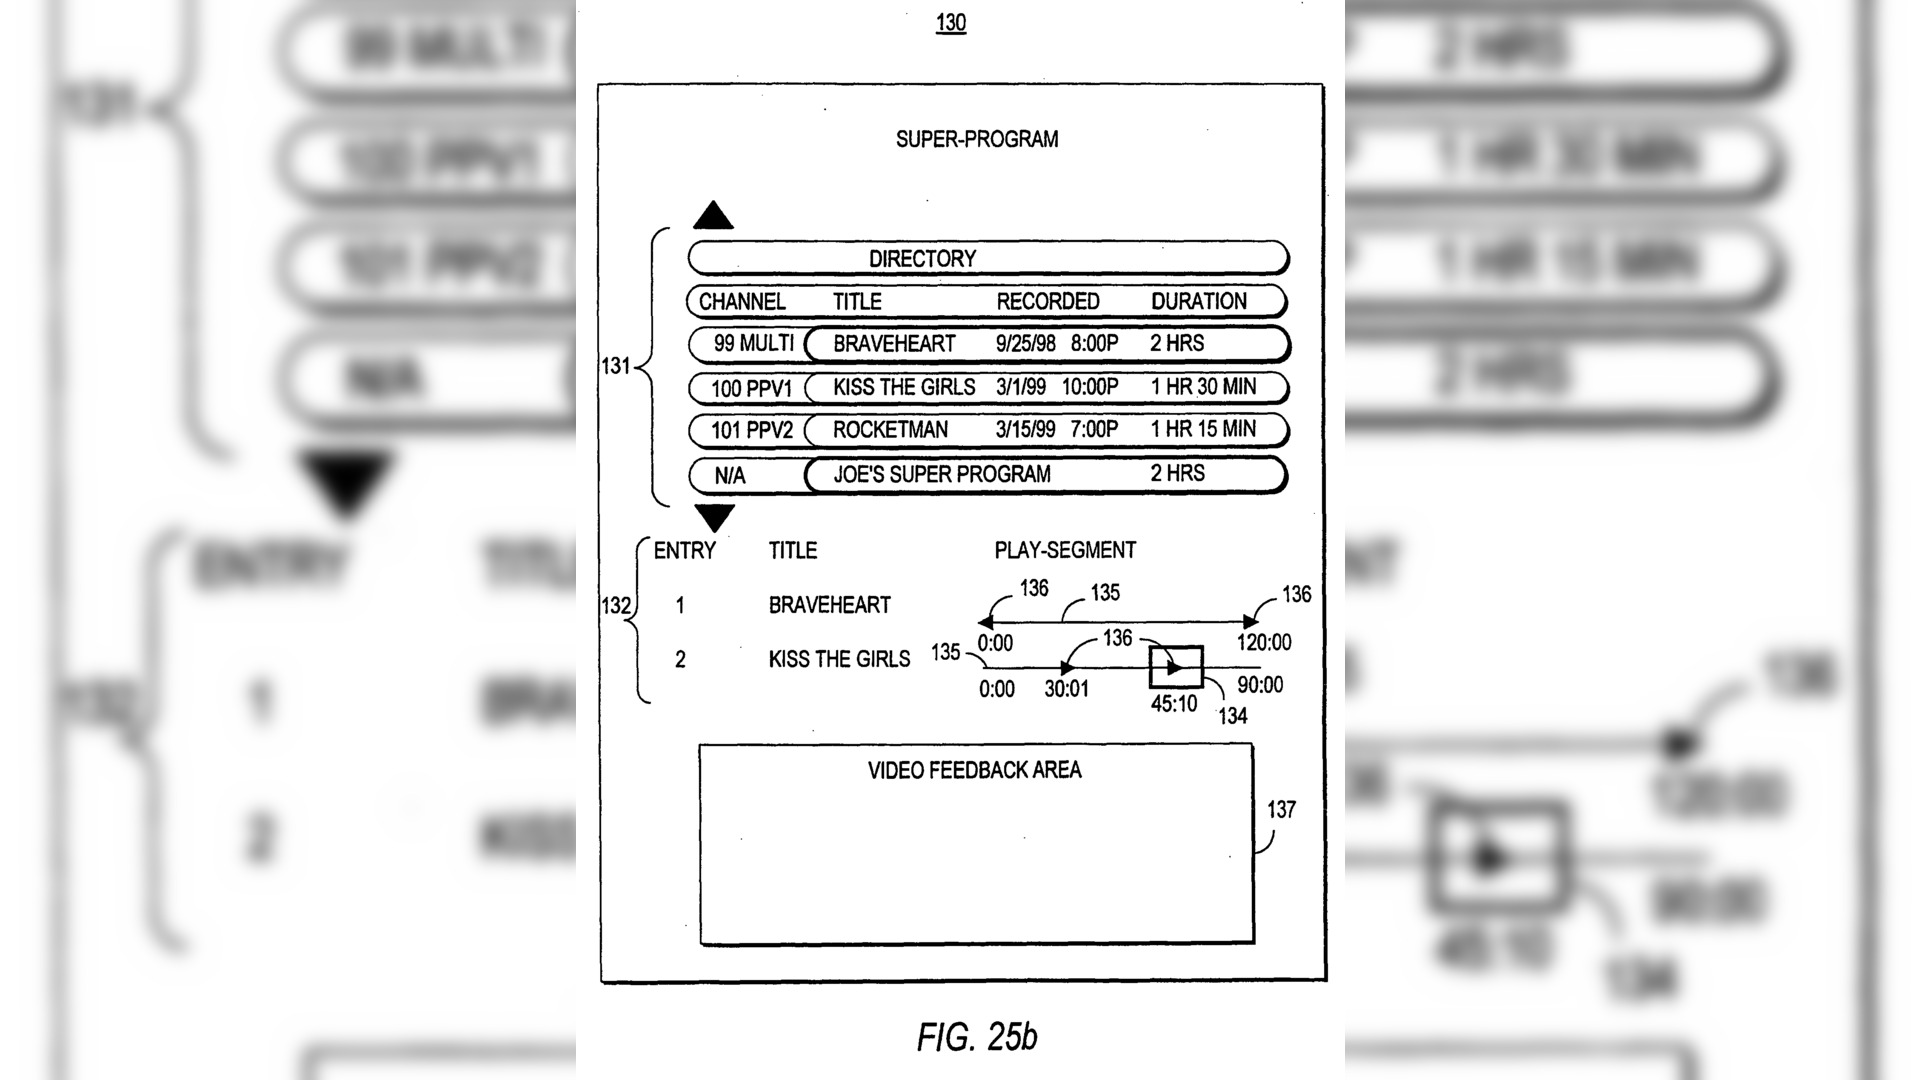 130
SUPER-PROGRAM
DIRECTORY
CHANNEL TITLE RECORDED DURATION
99 MULTI BRAVEHEART 9/25/98 8:00P 2 HRS
131
100 PPV1 KISS THE GIRLS 3/1/99 10:00P 1 HR 30 MIN
101 PPV2 ROCKETMAN 3/15/99 7:00P 1 HR 15 MIN
N/A JOE'S SUPER PROGRAM 2 HRS
ENTRY TITLE PLAY-SEGMENT
136 135 136
132 1 BRAVEHEART
0:00 136 120:00
2 KISS THE GIRLS 135
0:00 30:01 45:10 90:00
134
VIDEO FEEDBACK AREA
137
FIG. 25b